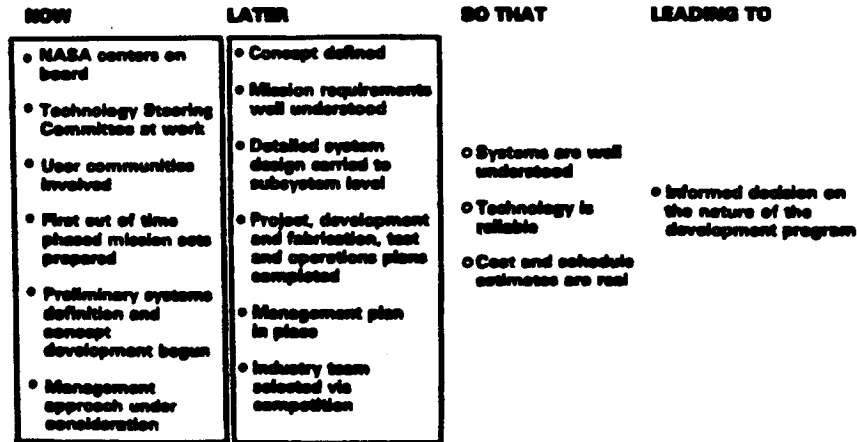 NOW
• NASA centers on
board
• Technology Steering
Committee at work
• User communities
involved
• First cut of time
phased mission sets
prepared
• Preliminary systems
definition and
concept
development begun
• Management
approach under
consideration
LATER
• Concept defined
• Mission requirements
well understood
• Detailed system
design carried to
subsystem level
• Project, development
and fabrication, test
and operations plans
completed
• Management plan
in place
• Industry team
selected via
competition
SO THAT
○ Systems are well
understood
○ Technology is
reliable
○ Cost and schedule
estimates are real
LEADING TO
• Informed decision on
the nature of the
development program